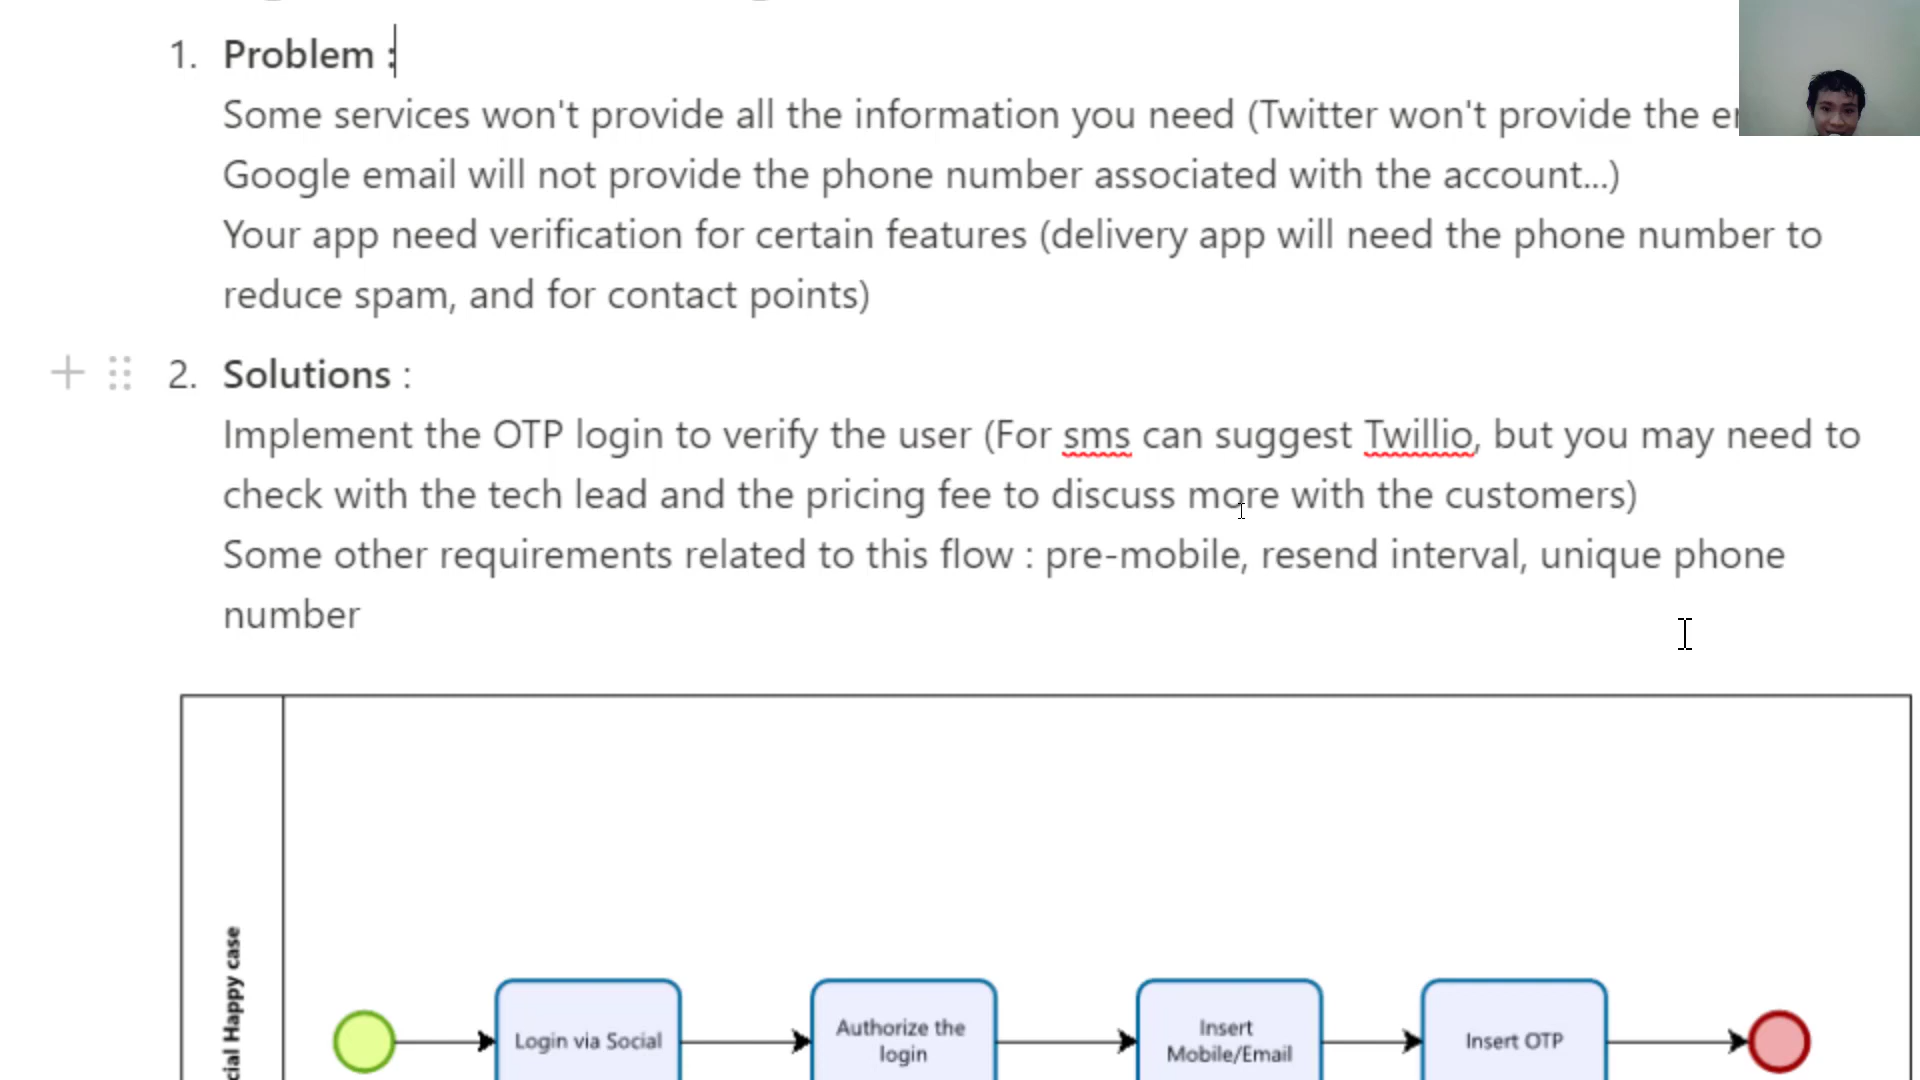 1. Problem :
Some services won't provide all the information you need (Twitter won't provide the
Google email will not provide the phone number associated with the account...)
Your app need verification for certain features (delivery app will need the phone number to
reduce spam, and for contact points)
2. Solutions :
Implement the OTP login to verify the user (For sms can suggest Twillio, but you may need to
check with the tech lead and the pricing fee to discuss more with the customers)
Some other requirements related to this flow : pre-mobile, resend interval, unique phone
number
Happy case
Login via Social
Authorize the
login
Insert
Mobile/Email
Insert OTP